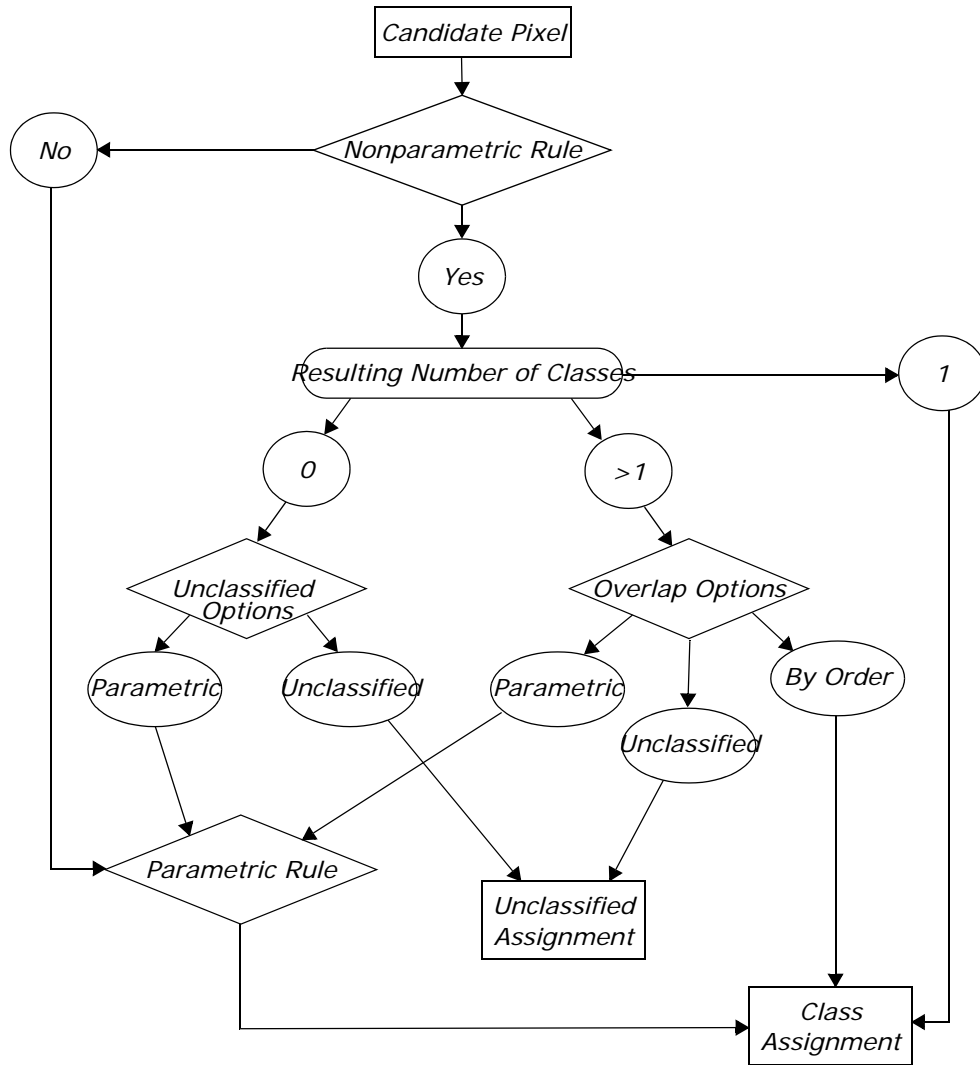 Candidate Pixel
Nonparametric Rule
No
Yes
Resulting Number of Classes
1
0
>1
Unclassified
Options
Overlap Options
Parametric
Unclassified
Parametric
By Order
Unclassified
Parametric Rule
Unclassified
Assignment
Class
Assignment